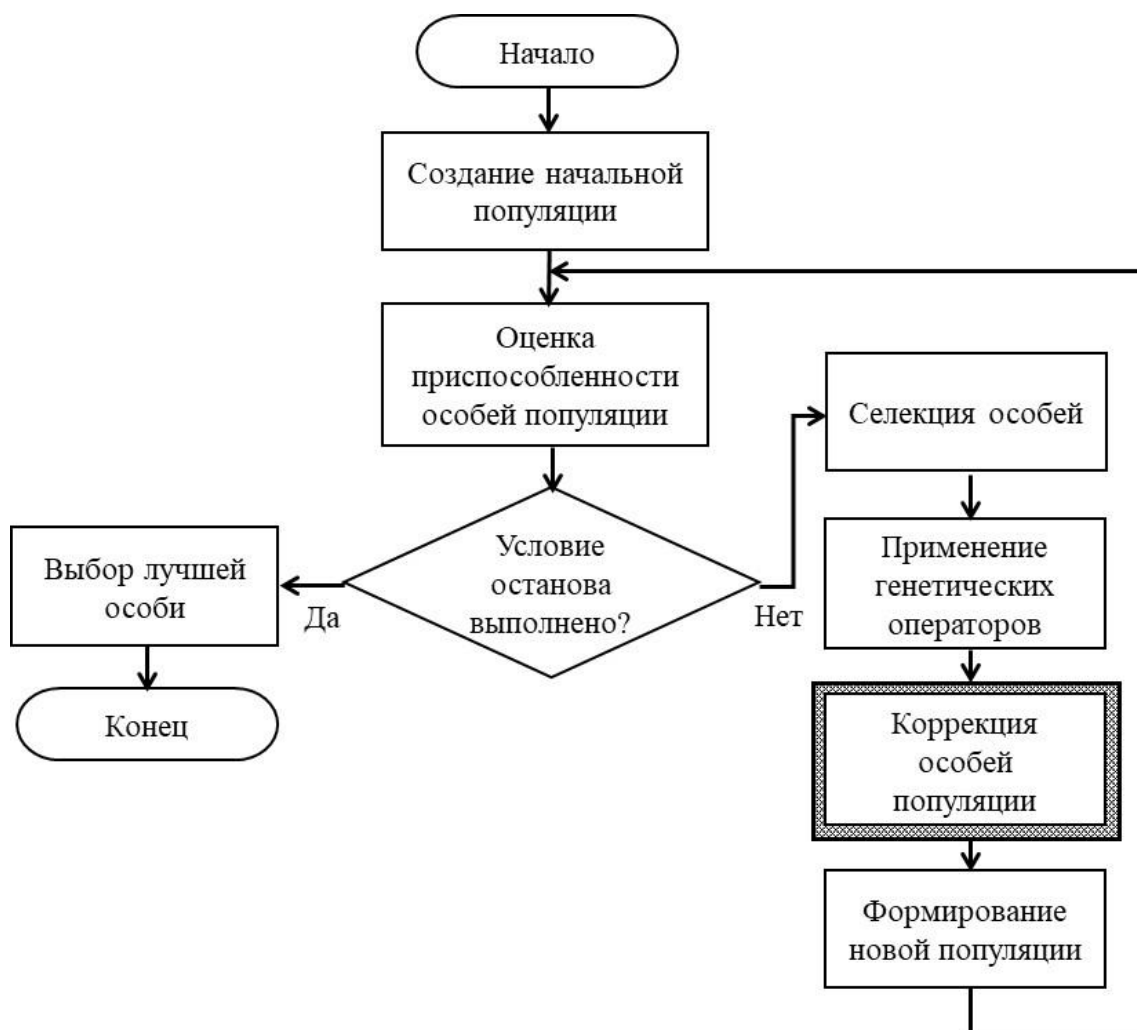 Начало
Создание начальной
популяции
Оценка
приспособленности
особей популяции
Условие
останова
выполнено?
Да
Нет
Выбор лучшей
особи
Конец
Селекция особей
Применение
генетических
операторов
Коррекция
особей
популяции
Формирование
новой популяции